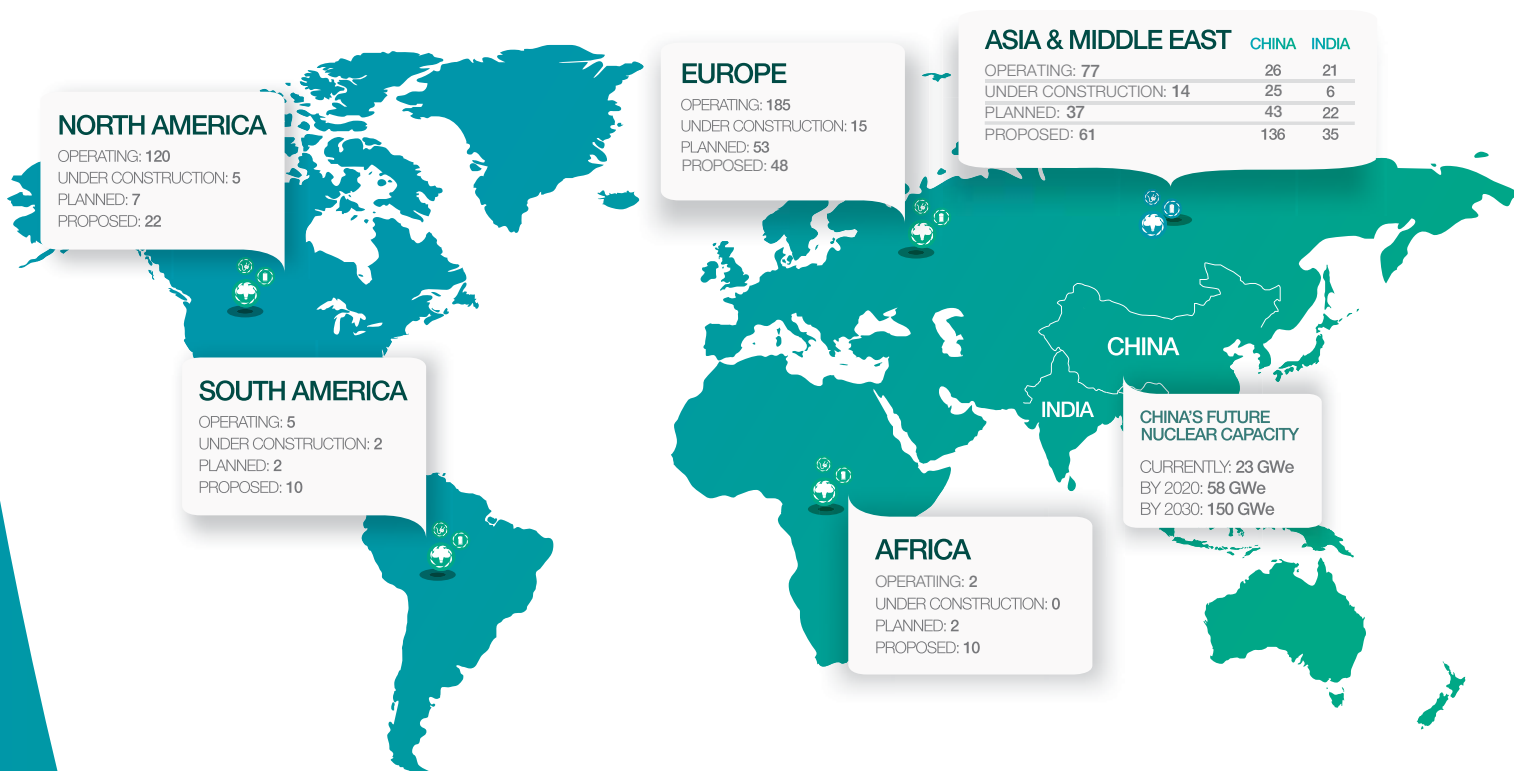 NORTH AMERICA
OPERATING: 120
UNDER CONSTRUCTION: 5
PLANNED: 7
PROPOSED: 22
SOUTH AMERICA
OPERATING: 5
UNDER CONSTRUCTION: 2
PLANNED: 2
PROPOSED: 10
EUROPE
OPERATING: 185
UNDER CONSTRUCTION: 15
PLANNED: 53
PROPOSED: 48
ASIA & MIDDLE EAST CHINA INDIA
OPERATING: 77 26 21
UNDER CONSTRUCTION: 14 25 6
PLANNED: 37 43 22
PROPOSED: 61 136 35
CHINA
INDIA
CHINA'S FUTURE
NUCLEAR CAPACITY
CURRENTLY: 23 GWe
BY 2020: 58 GWe
BY 2030: 150 GWe
AFRICA
OPERATIING: 2
UNDER CONSTRUCTION: 0
PLANNED: 2
PROPOSED: 10